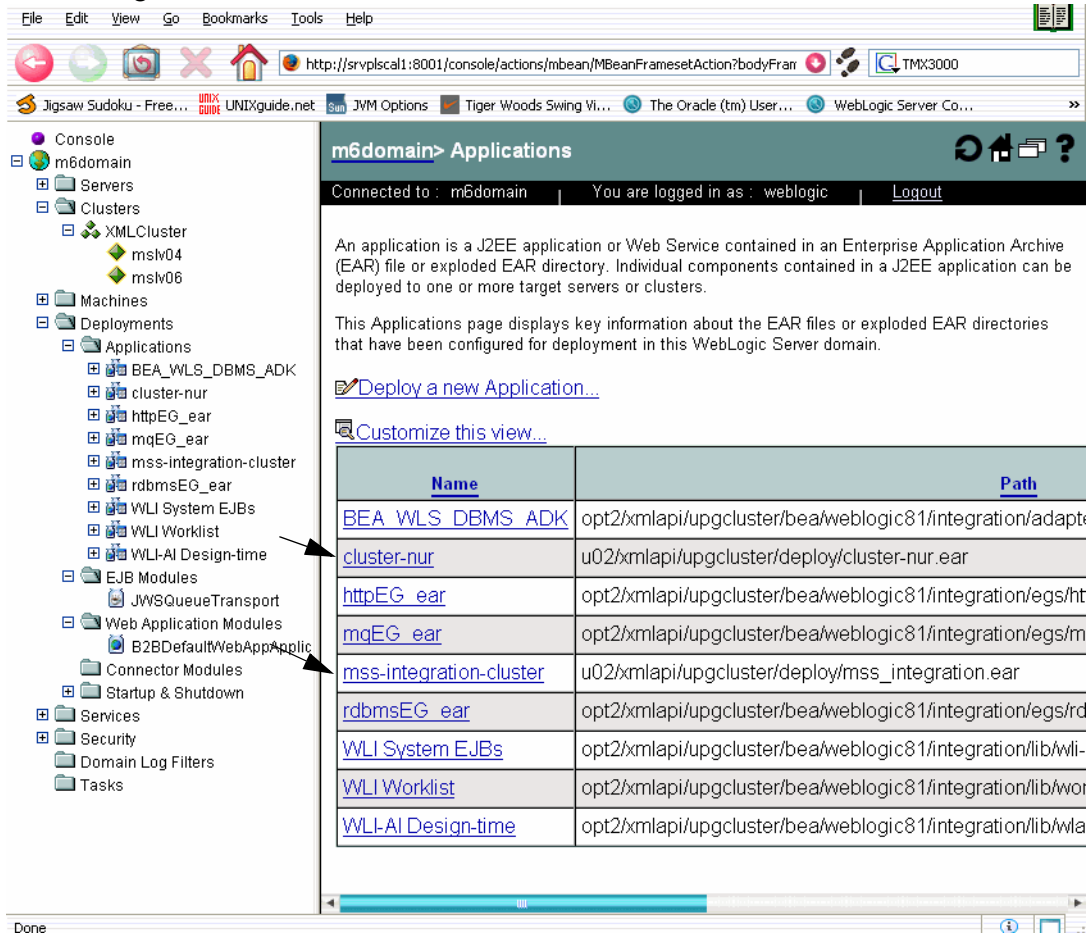 File Edit View Go Bookmarks Tools Help
http://srvplscal1:8001/console/actions/mbean/MBeanFramesetAction?bodyFran
TMX3000
Jigsaw Sudoku - Free... UNIX GUIDE UNIXguide.net Sun JVM Options Tiger Woods Swing Vi... The Oracle (tm) User... WebLogic Server Co... »
Console
m6domain
Servers
Clusters
XMLCluster
mslv04
mslv06
Machines
Deployments
Applications
BEA_WLS_DBMS_ADK
cluster-nur
httpEG_ear
mqEG_ear
mss-integration-cluster
rdbmsEG_ear
WLI System EJBs
WLI Worklist
WLI-AI Design-time
EJB Modules
JWSQueueTransport
Web Application Modules
B2BDefaultWebAppApplic
Connector Modules
Startup & Shutdown
Services
Security
Domain Log Filters
Tasks
m6domain> Applications
Connected to : m6domain | You are logged in as : weblogic | Logout
An application is a J2EE application or Web Service contained in an Enterprise Application Archive
(EAR) file or exploded EAR directory. Individual components contained in a J2EE application can be
deployed to one or more target servers or clusters.
This Applications page displays key information about the EAR files or exploded EAR directories
that have been configured for deployment in this WebLogic Server domain.
Deploy a new Application...
Customize this view...
Name Path
BEA_WLS_DBMS_ADK opt2/xmlapi/upgcluster/bea/weblogic81/integration/adapte
cluster-nur u02/xmlapi/upgcluster/deploy/cluster-nur.ear
httpEG_ear opt2/xmlapi/upgcluster/bea/weblogic81/integration/egs/ht
mqEG_ear opt2/xmlapi/upgcluster/bea/weblogic81/integration/egs/m
mss-integration-cluster u02/xmlapi/upgcluster/deploy/mss_integration.ear
rdbmsEG_ear opt2/xmlapi/upgcluster/bea/weblogic81/integration/egs/rd
WLI System EJBs opt2/xmlapi/upgcluster/bea/weblogic81/integration/lib/wli-
WLI Worklist opt2/xmlapi/upgcluster/bea/weblogic81/integration/lib/wor
WLI-AI Design-time opt2/xmlapi/upgcluster/bea/weblogic81/integration/lib/wla
Done